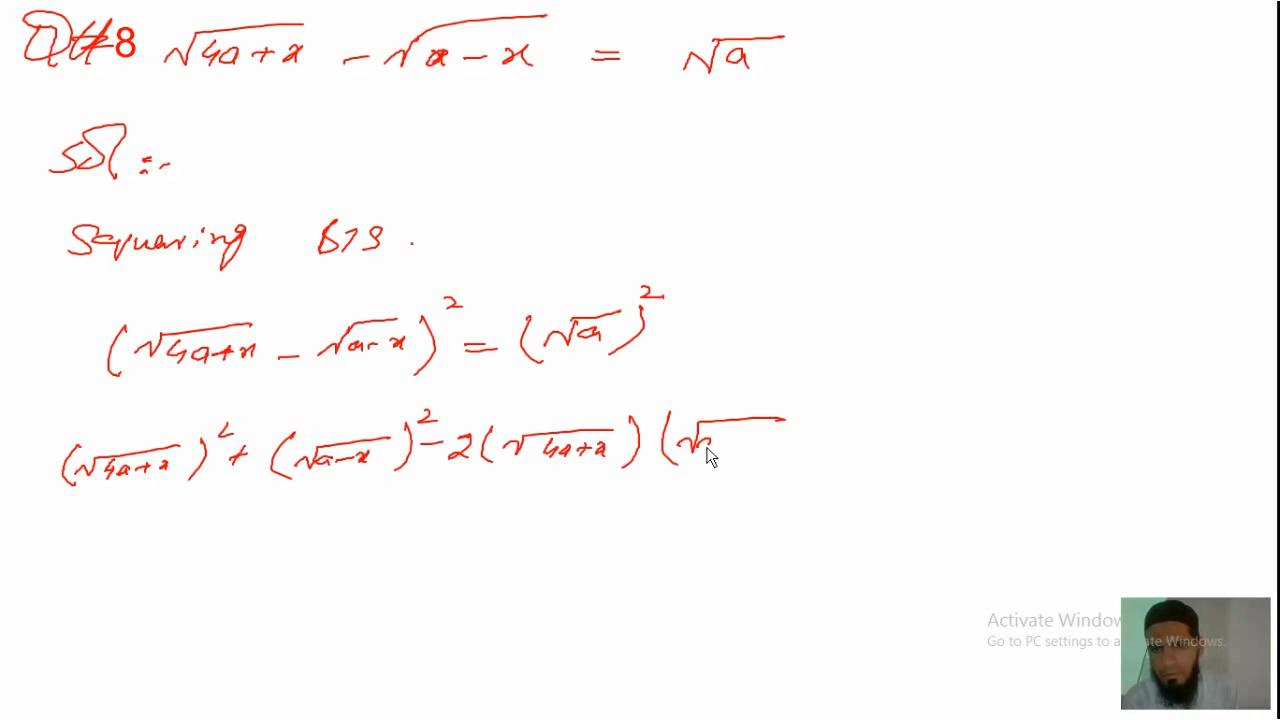 Q#8 √(4a+x) - √(a-x) = √a
Sol :-
Squaring B/S .
(√(4a+x) - √(a-x))² = (√a)²
(√(4a+x))² + (√(a-x))² - 2(√(4a+x)) (√
Activate Window
Go to PC settings to activate Windows.